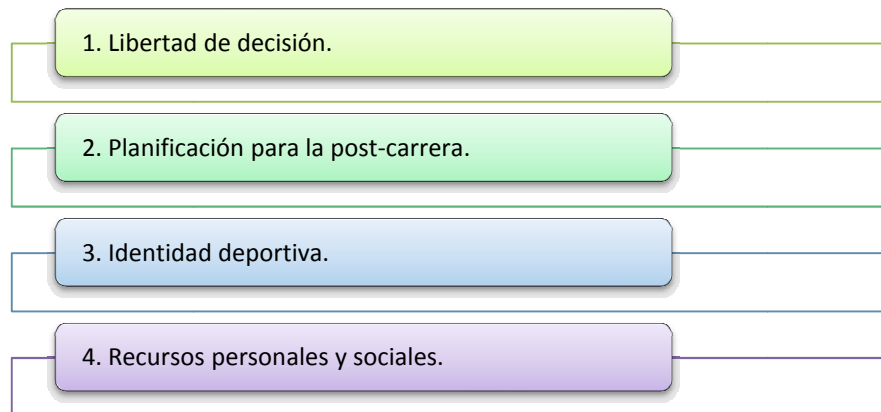 1. Libertad de decisión.
2. Planificación para la post-carrera.
3. Identidad deportiva.
4. Recursos personales y sociales.